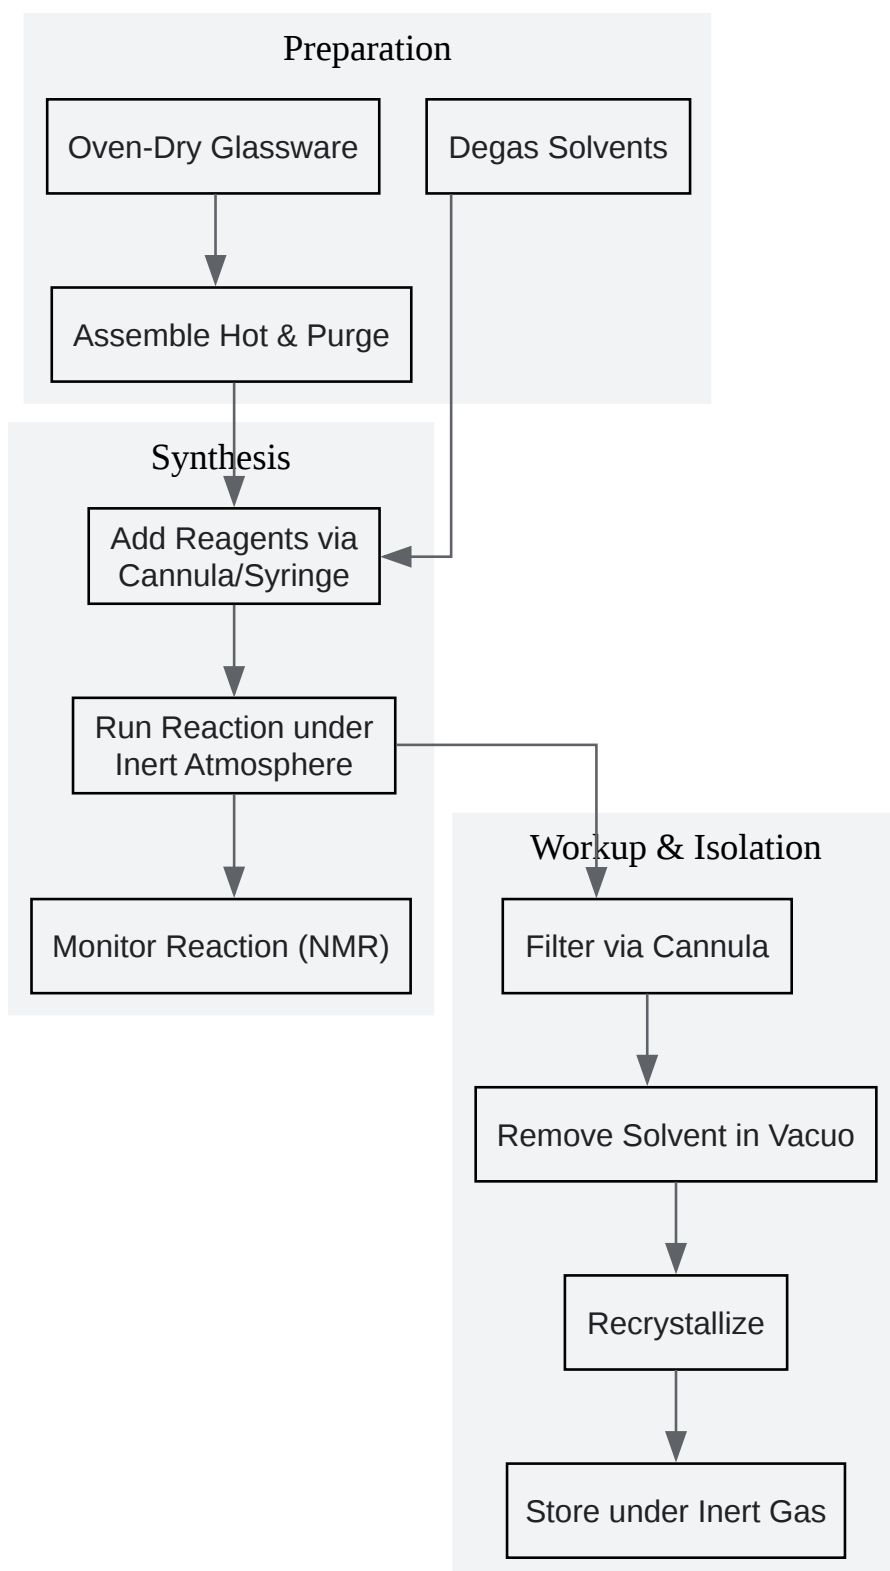 Preparation
Oven-Dry Glassware
Degas Solvents
Assemble Hot & Purge
Synthesis
Add Reagents via
Cannula/Syringe
Run Reaction under
Inert Atmosphere
Monitor Reaction (NMR)
Workup & Isolation
Filter via Cannula
Remove Solvent in Vacuo
Recrystallize
Store under Inert Gas